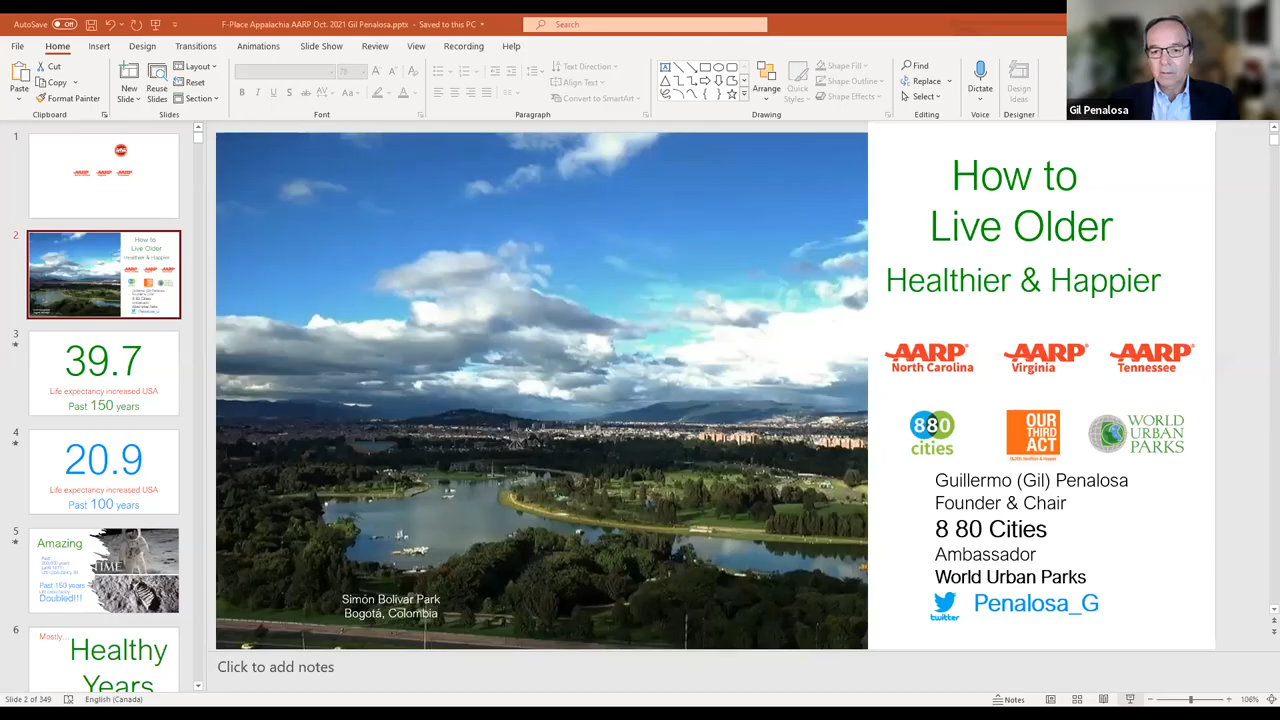 AutoSave Off
F-Place Appalachia AARP Oct. 2021 Gil Penalosa.pptx - Saved to this PC
Search
File Home Insert Design Transitions Animations Slide Show Review View Recording Help
Paste
Cut
Copy
Format Painter
Clipboard
New Slide
Reuse Slides
Layout
Reset
Section
Slides
78
Font
Text Direction
Align Text
Convert to SmartArt
Paragraph
Arrange
Quick Styles
Shape Fill
Shape Outline
Shape Effects
Drawing
Find
Replace
Select
Editing
Dictate
Voice
Design Ideas
Designer
Gil Penalosa
1
2
How to
Live Older
Healthier & Happier
3
39.7
Life expectancy increased USA
Past 150 years
4
20.9
Life expectancy increased USA
Past 100 years
5
Amazing
TIME
Past 150 years
Doubled!!!
6
Mostly...
Healthy
Years
How to
Live Older
Healthier & Happier
AARP North Carolina
AARP Virginia
AARP Tennessee
880 cities
OUR THIRD ACT
WORLD URBAN PARKS
Guillermo (Gil) Penalosa
Founder & Chair
8 80 Cities
Ambassador
World Urban Parks
twitter Penalosa_G
Simón Bolívar Park
Bogotá, Colombia
Click to add notes
Slide 2 of 349 English (Canada)
Notes
106%